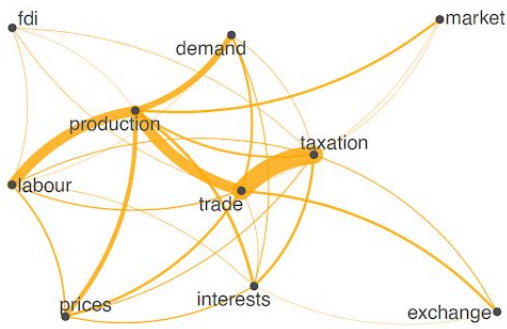 fdi
market
demand
production
taxation
labour
trade
prices
interests
exchange